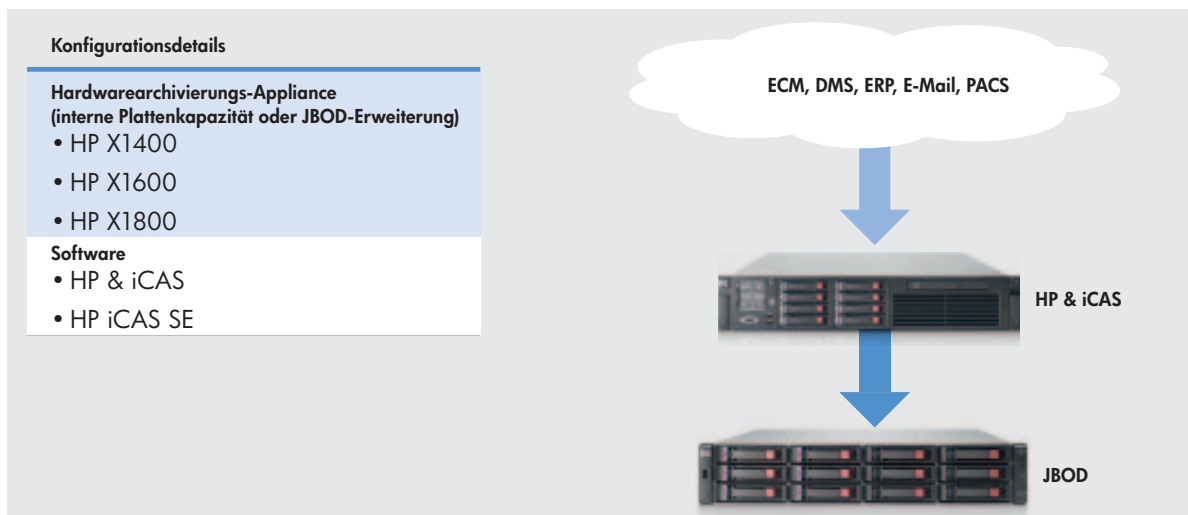 Konfigurationsdetails
Hardwarearchivierungs-Appliance
(interne Plattenkapazität oder JBOD-Erweiterung)
• HP X1400
• HP X1600
• HP X1800
Software
• HP & iCAS
• HP iCAS SE
ECM, DMS, ERP, E-Mail, PACS
HP & iCAS
JBOD